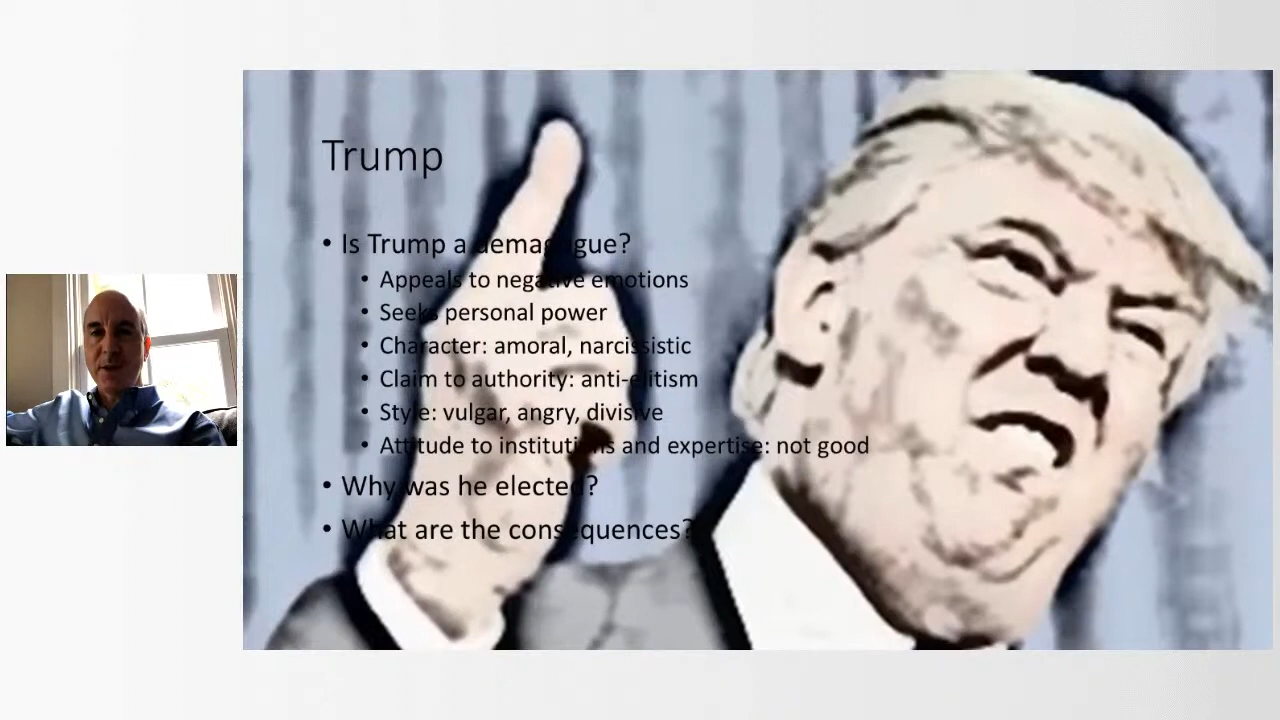 Trump
• Is Trump a demagogue?
• Appeals to negative emotions
• Seeks personal power
• Character: amoral, narcissistic
• Claim to authority: anti-elitism
• Style: vulgar, angry, divisive
• Attitude to institutions and expertise: not good
• Why was he elected?
• What are the consequences?